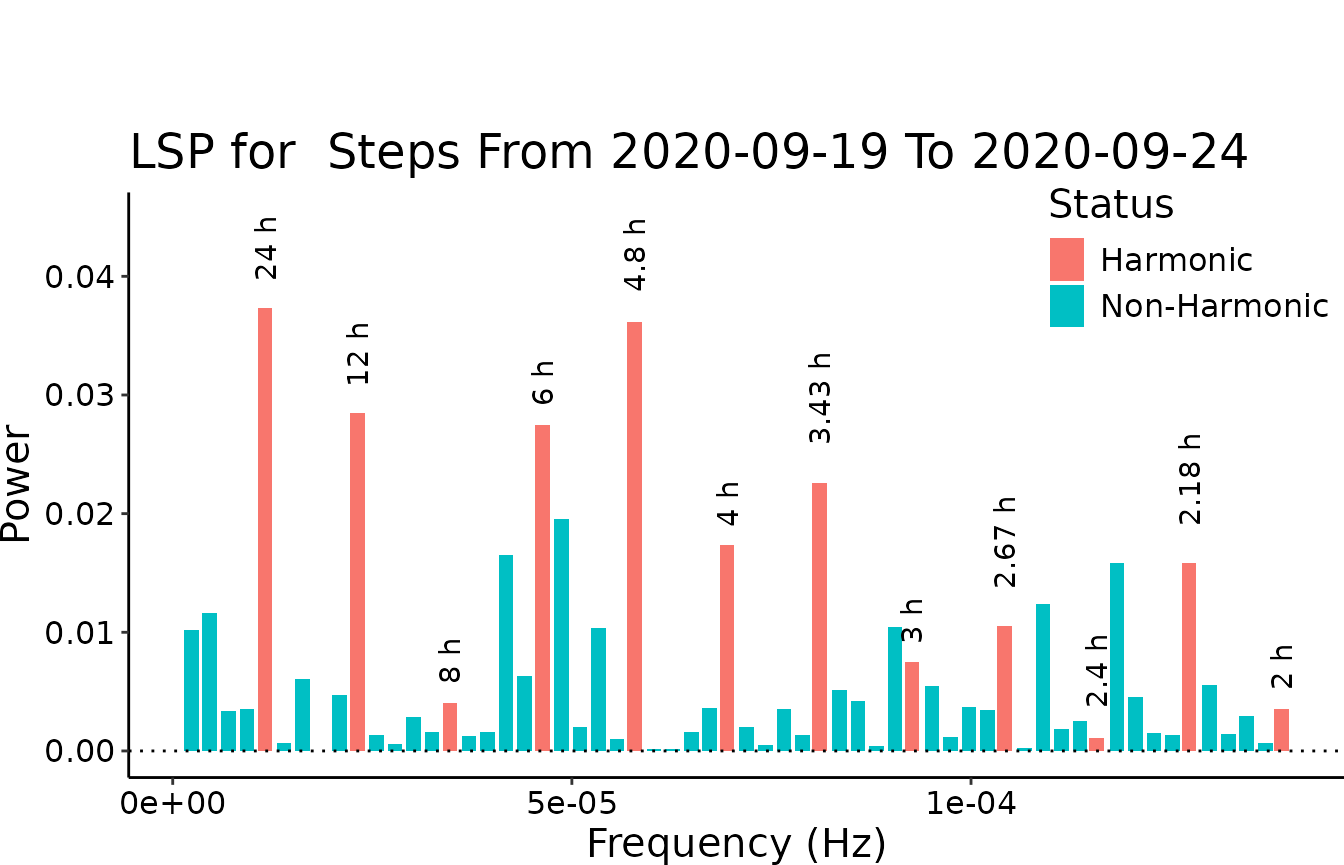 LSP for  Steps From 2020-09-19 To 2020-09-24
Status
Harmonic
Non-Harmonic
Power
0.04
0.03
0.02
0.01
0.00
24 h
12 h
8 h
6 h
4.8 h
4 h
3.43 h
3 h
2.67 h
2.4 h
2.18 h
2 h
0e+00
5e-05
1e-04
Frequency (Hz)